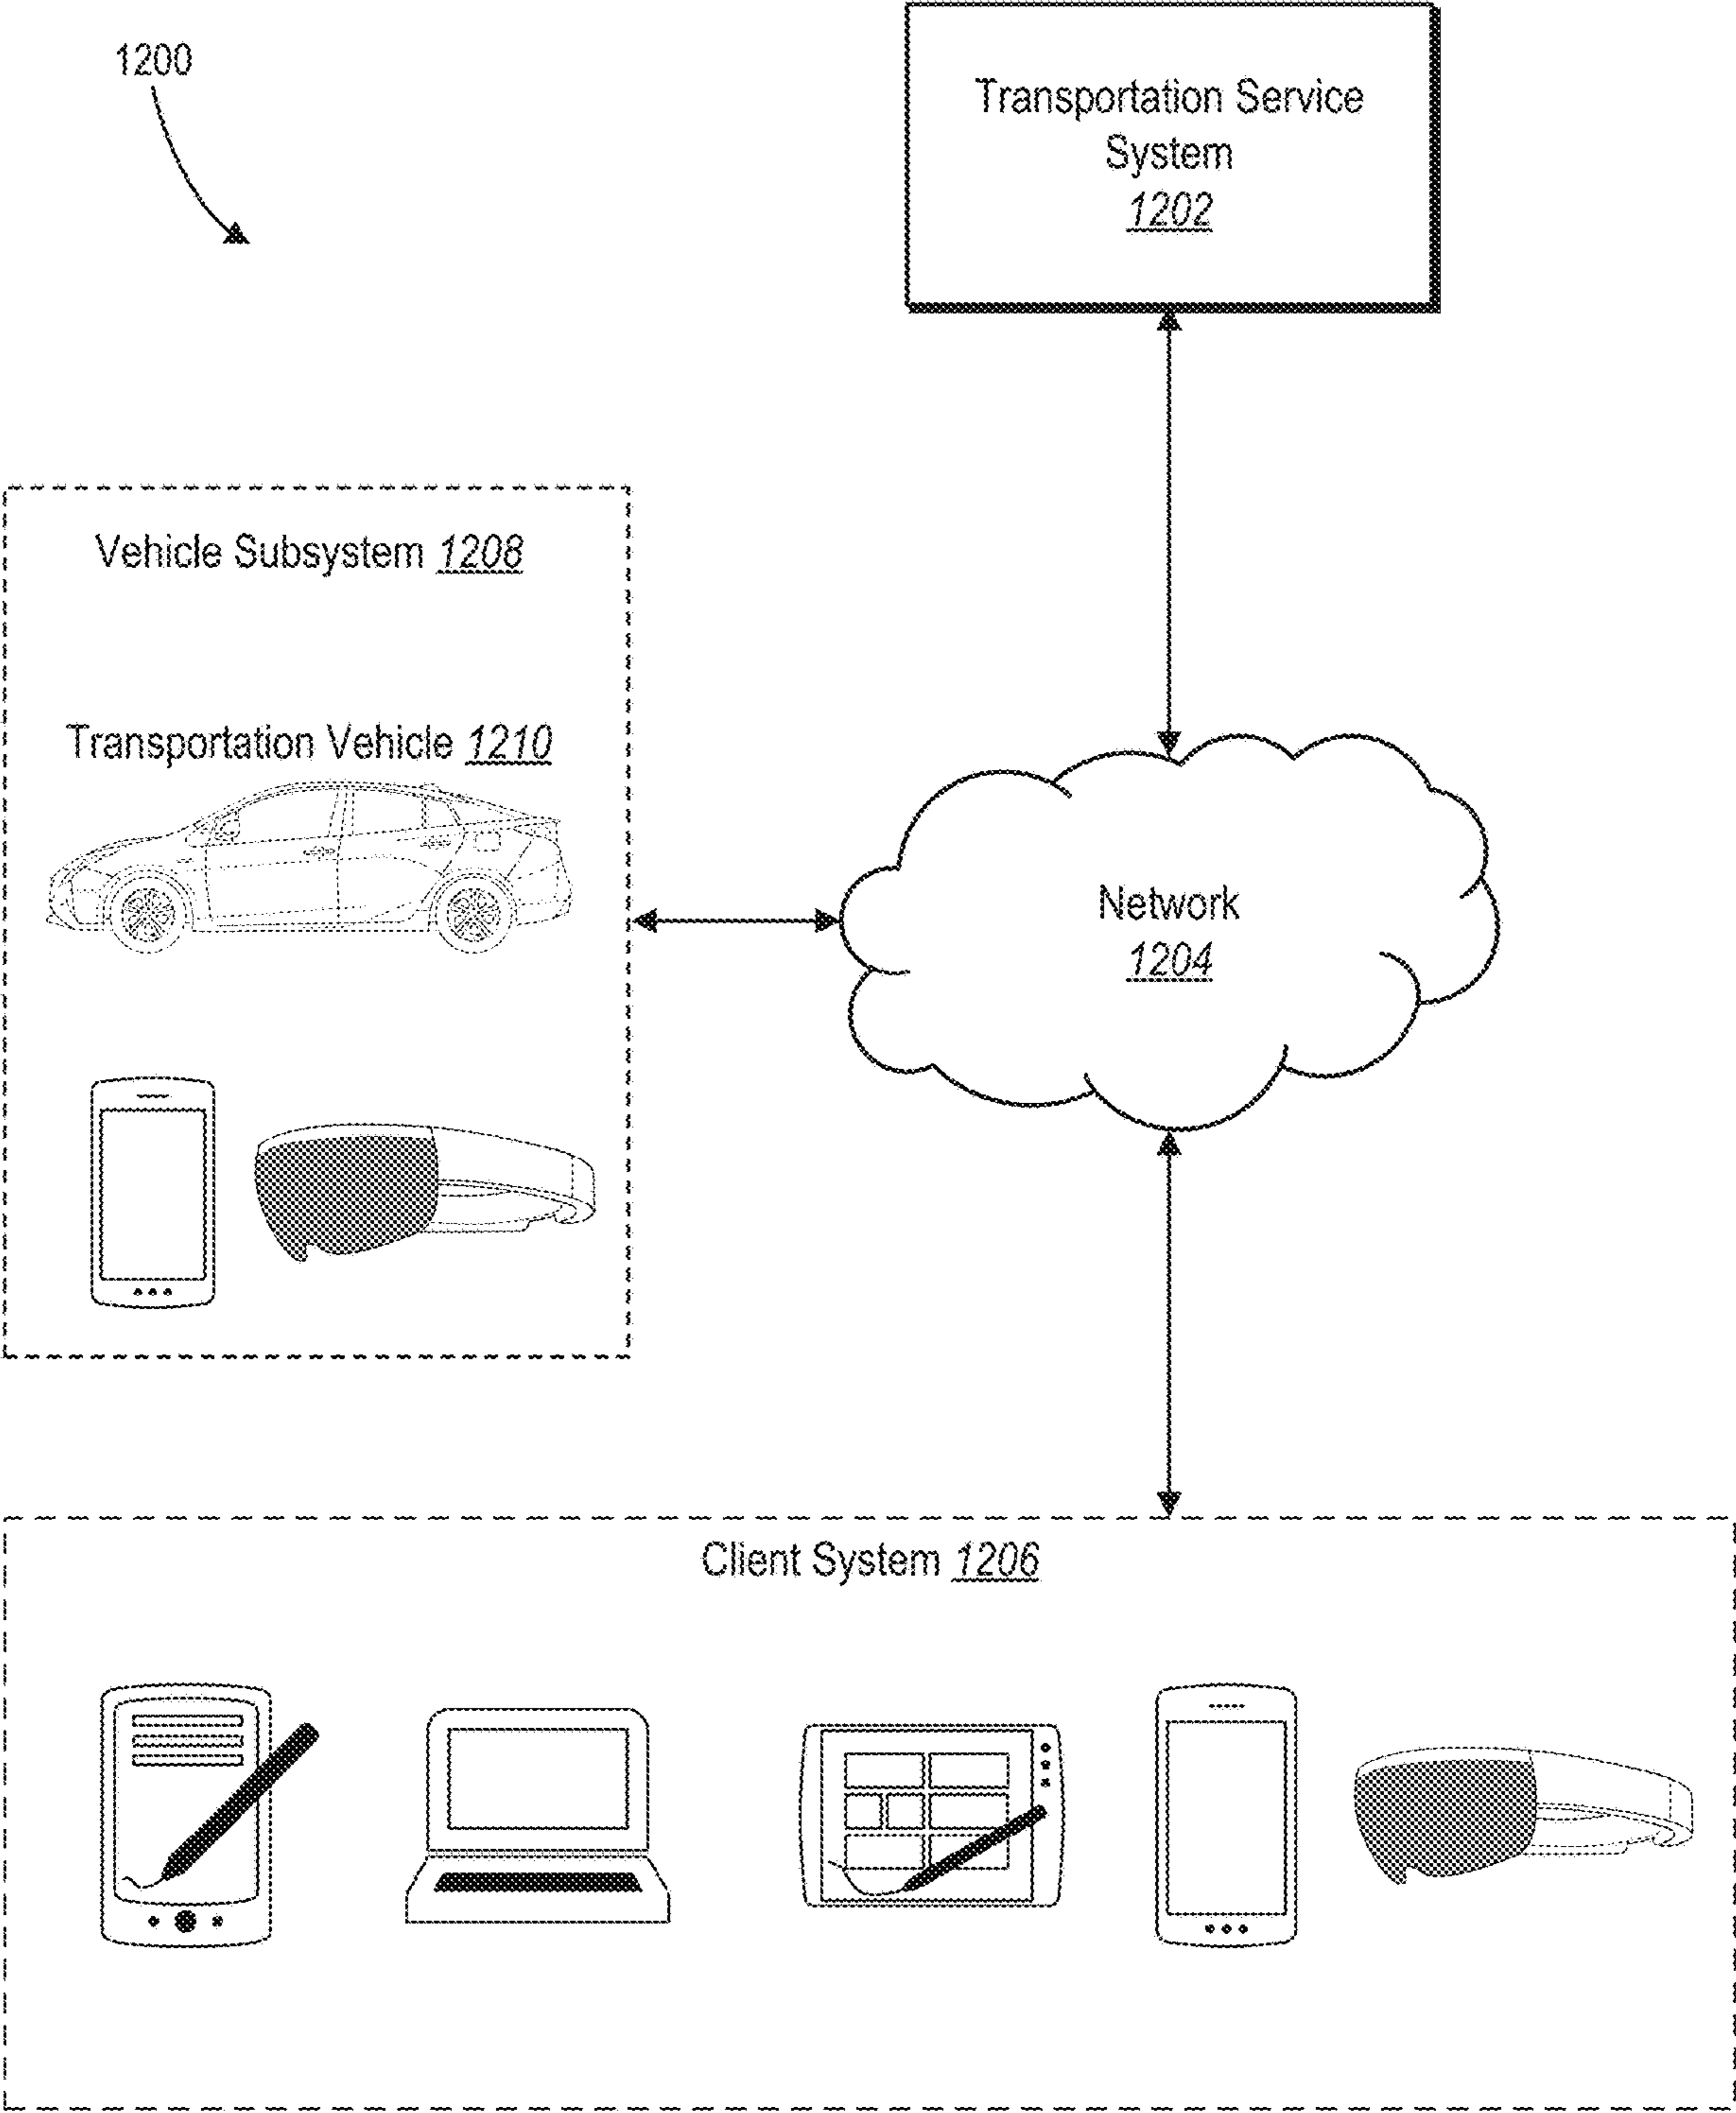 1200
Transportation Service
System
1202
Vehicle Subsystem 1208
Transportation Vehicle 1210
Network
1204
Client System 1206